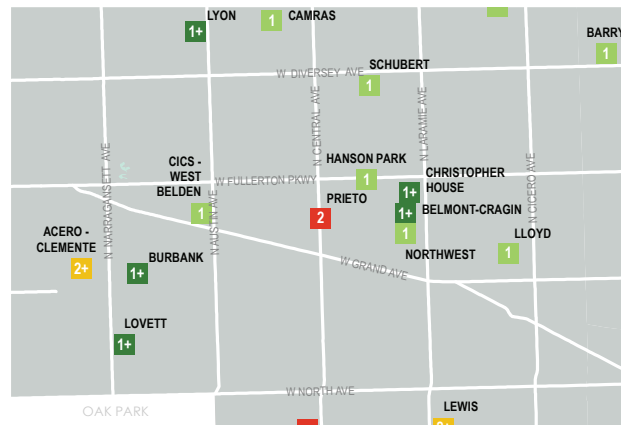 LYON
1+
CAMRAS
1
BARRY
1
SCHUBERT
1
W DIVERSEY AVE
N CENTRAL AVE
N LARAMIE AVE
N NARRAGANSETT AVE
N AUSTIN AVE
N CICERO AVE
HANSON PARK
1
W FULLERTON PKWY
CICS -
WEST
BELDEN
1
CHRISTOPHER
HOUSE
1+
PRIETO
2
1+
BELMONT-CRAGIN
1
NORTHWEST
LLOYD
1
ACERO -
CLEMENTE
2+
BURBANK
1+
W GRAND AVE
LOVETT
1+
W NORTH AVE
OAK PARK
LEWIS